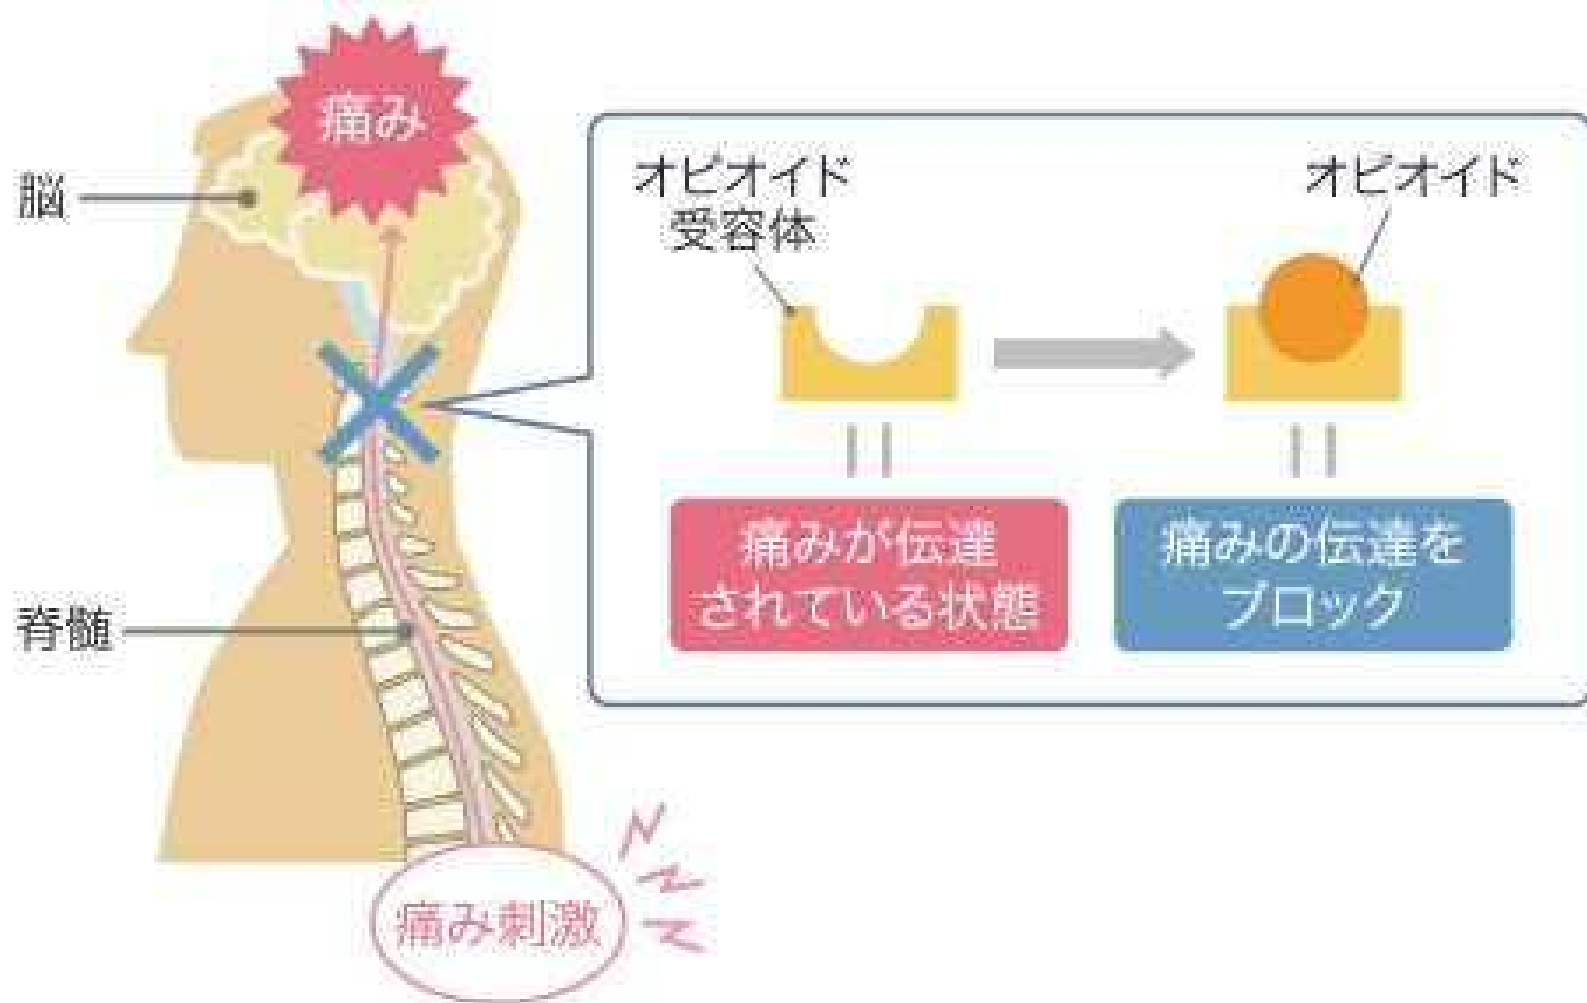 痛み
脳
オピオイド
受容体
オピオイド
痛みが伝達
されている状態
痛みの伝達を
ブロック
脊髄
痛み刺激